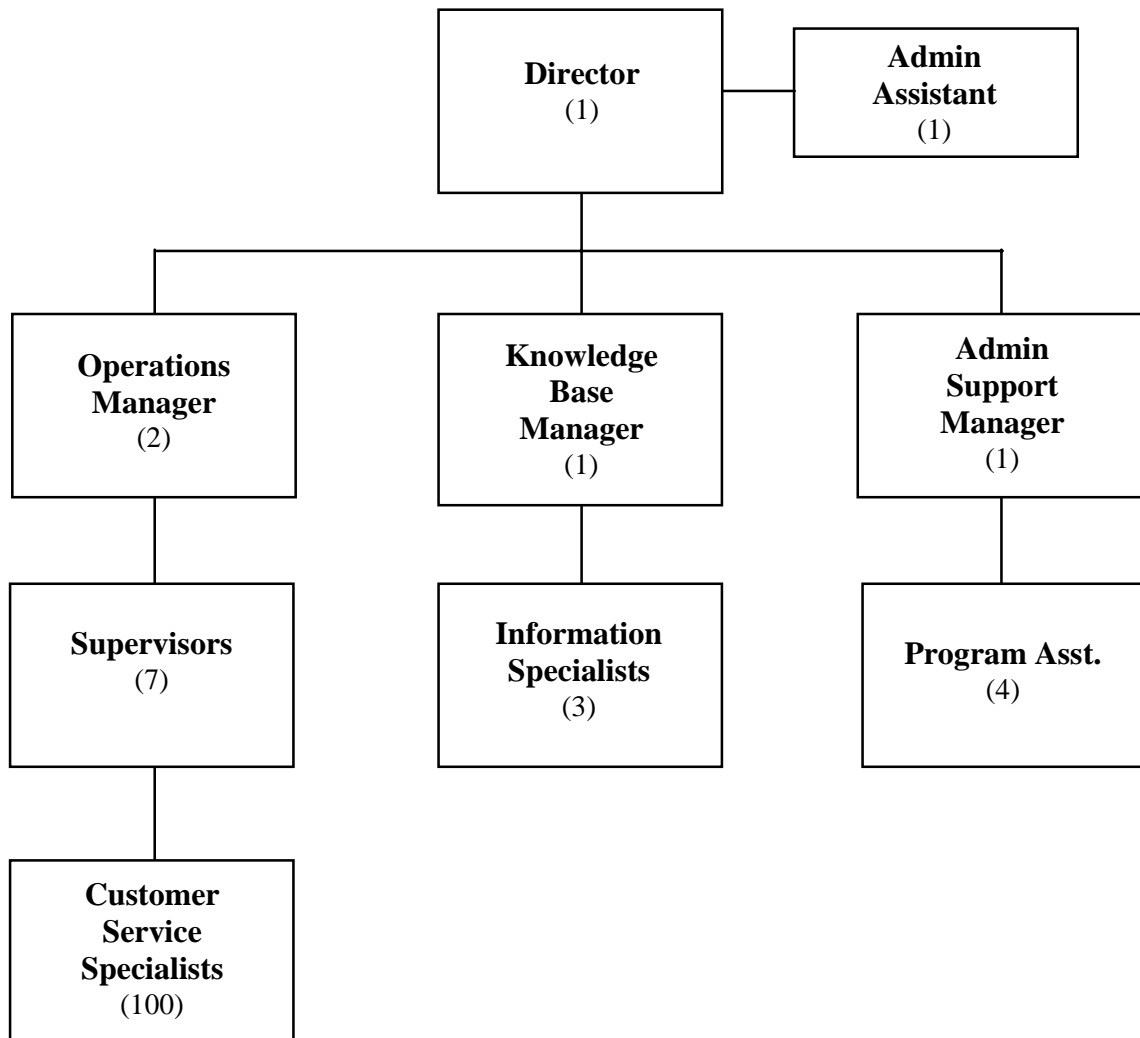 Director
(1)
Admin
Assistant
(1)
Operations
Manager
(2)
Knowledge
Base
Manager
(1)
Admin
Support
Manager
(1)
Supervisors
(7)
Information
Specialists
(3)
Program Asst.
(4)
Customer
Service
Specialists
(100)